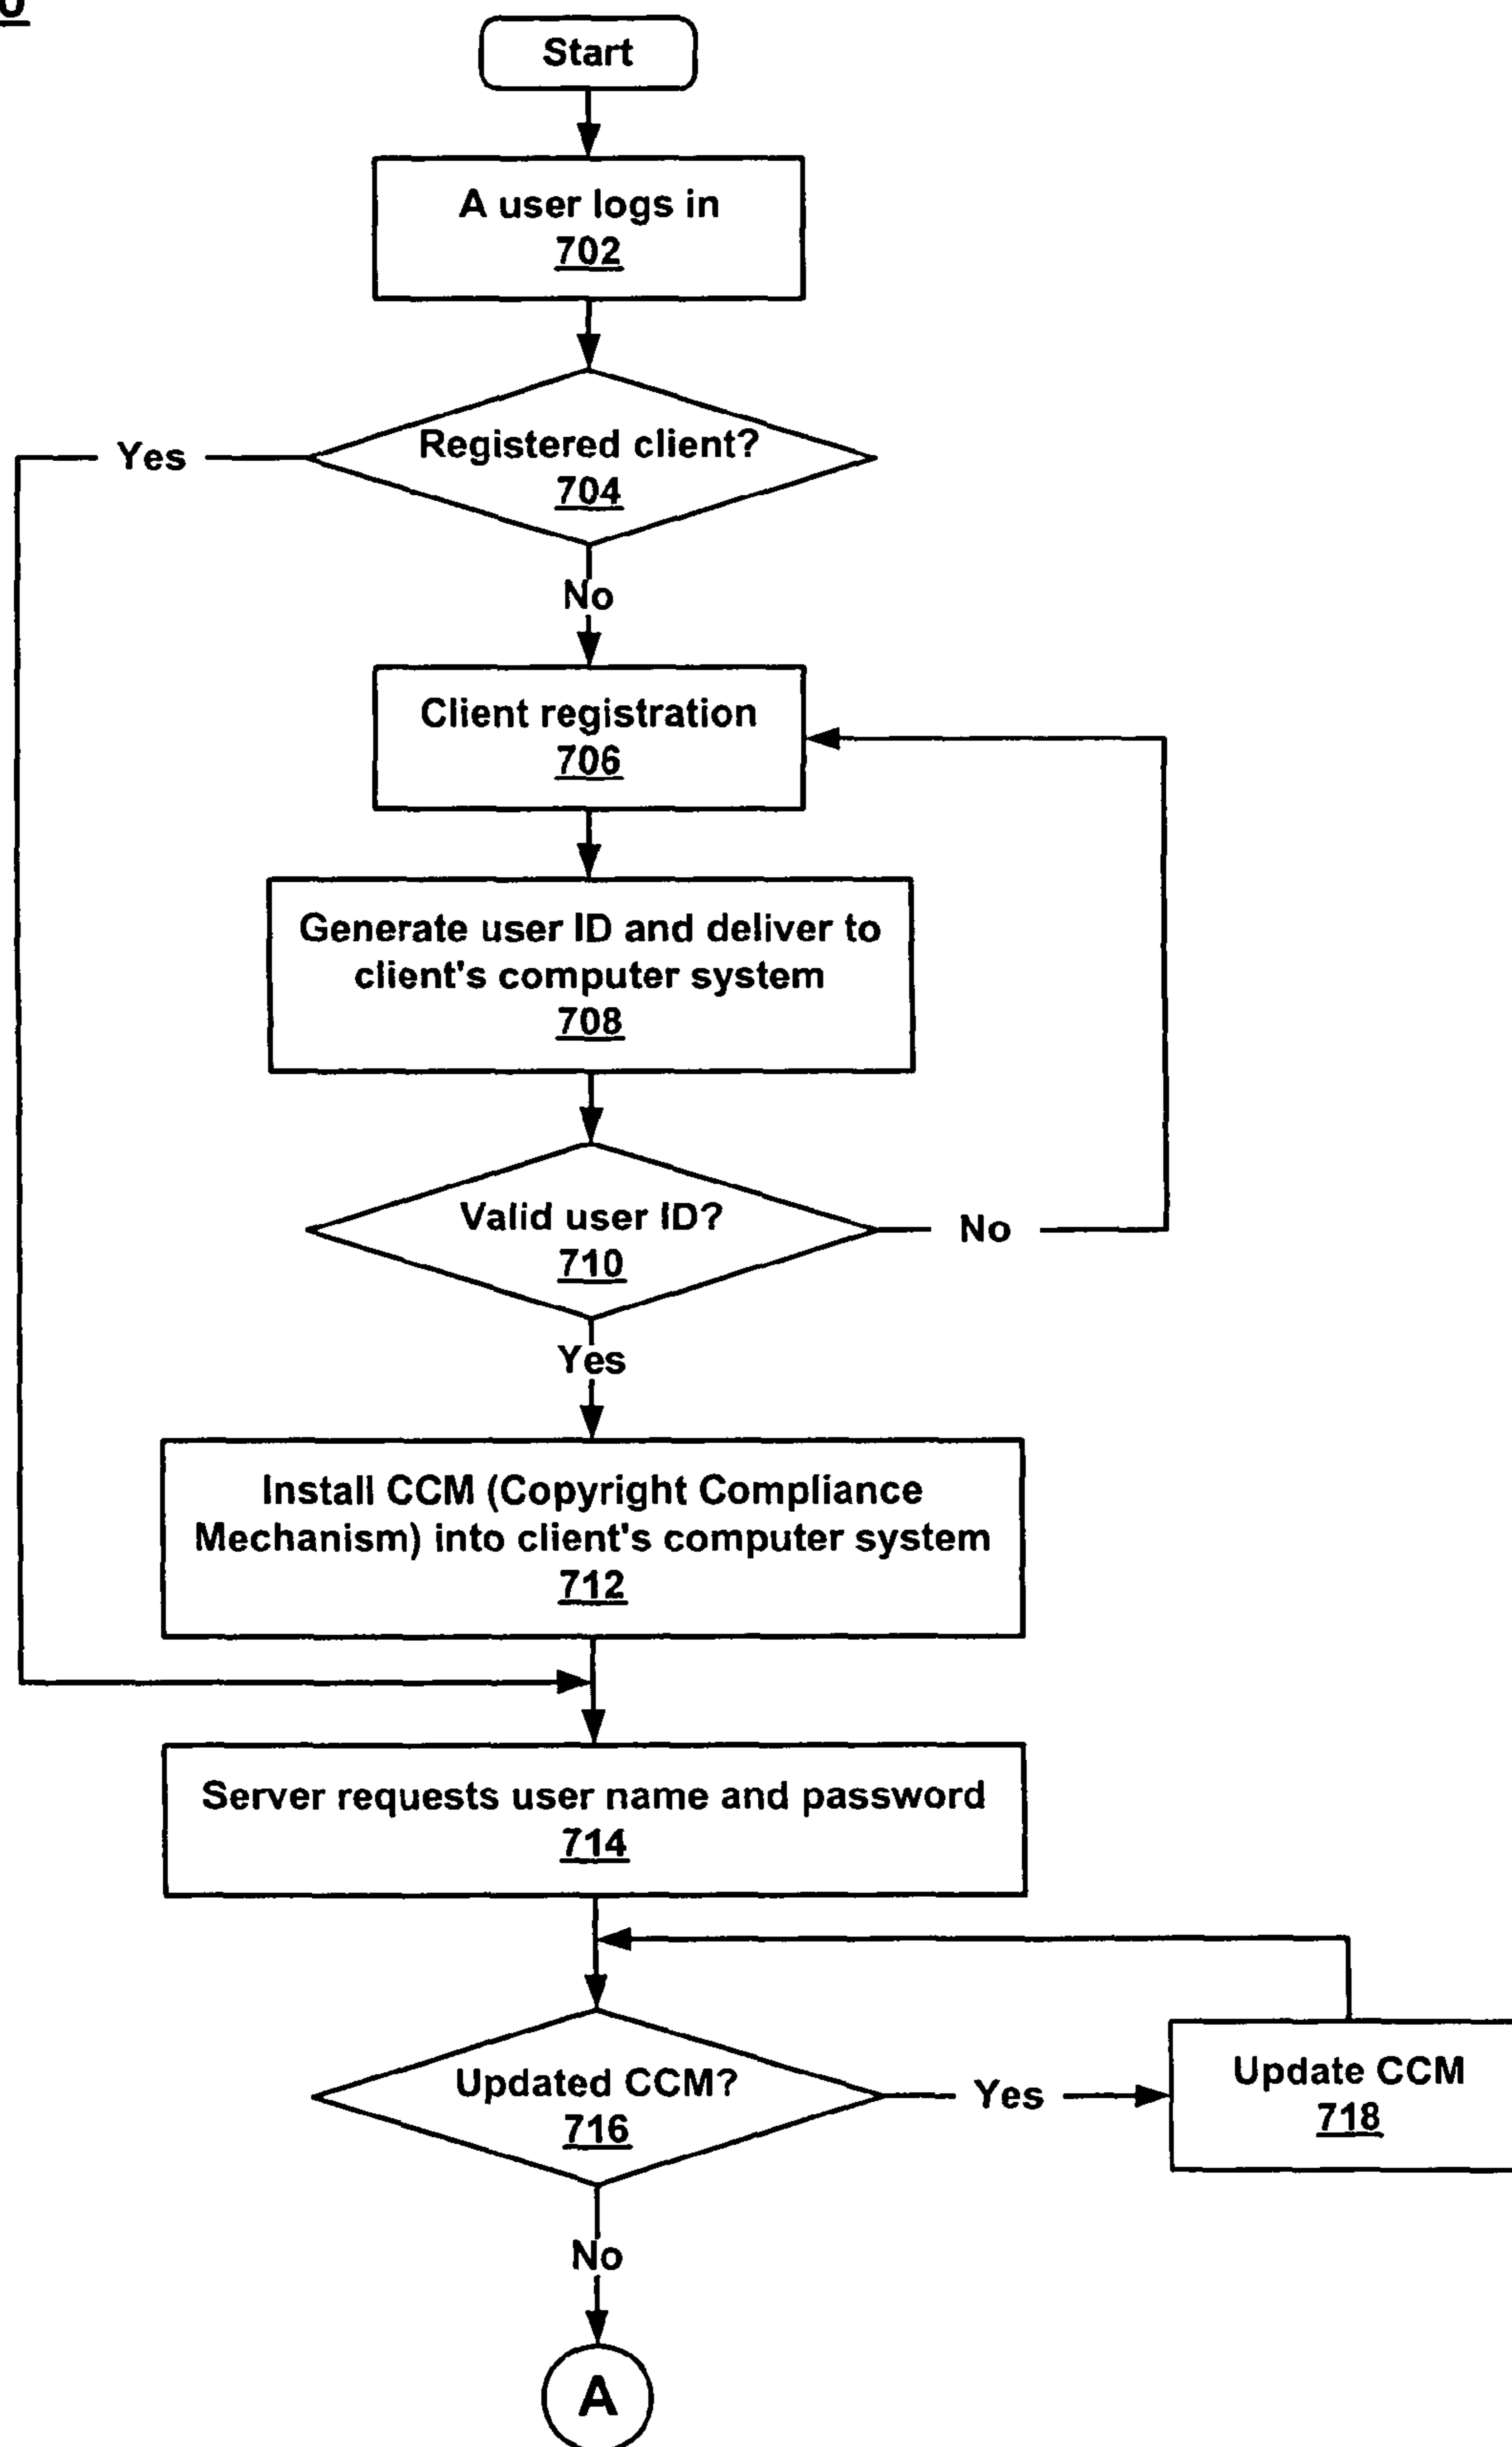 Start
A user logs in
702
Registered client?
704
Yes
No
Client registration
706
Generate user ID and deliver to
client's computer system
708
Valid user ID?
710
No
Yes
Install CCM (Copyright Compliance
Mechanism) into client's computer system
712
Server requests user name and password
714
Updated CCM?
716
Yes
Update CCM
718
No
A